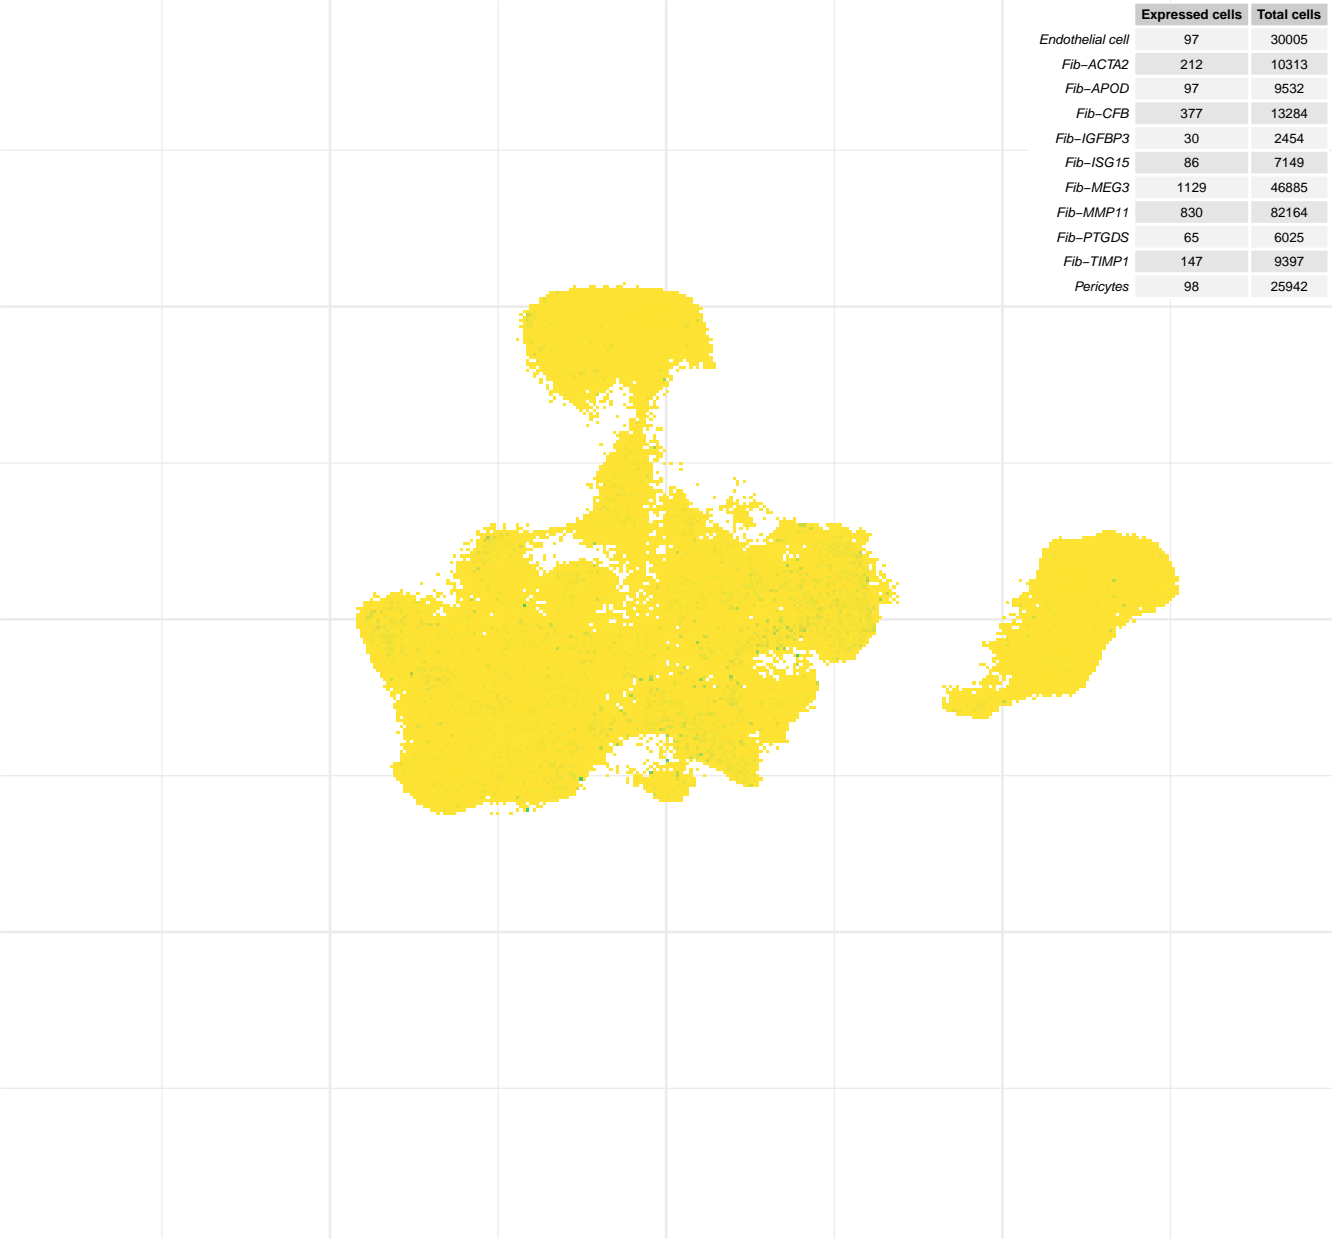 Expressed cells Total cells
Endothelial cell 97 30005
Fib−ACTA2 212 10313
Fib−APOD 97 9532
Fib−CFB 377 13284
Fib−IGFBP3 30 2454
Fib−ISG15 86 7149
Fib−MEG3 1129 46885
Fib−MMP11 830 82164
Fib−PTGDS 65 6025
Fib−TIMP1 147 9397
Pericytes 98 25942